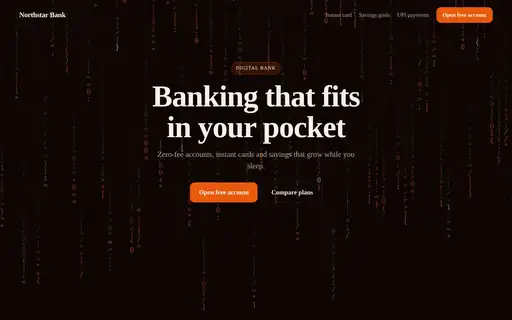 Northstar Bank
Instant card Savings goals UPI payments Open free account
DIGITAL BANK
Banking that fits
in your pocket
Zero-fee accounts, instant cards and savings that grow while you
sleep.
Open free account Compare plans